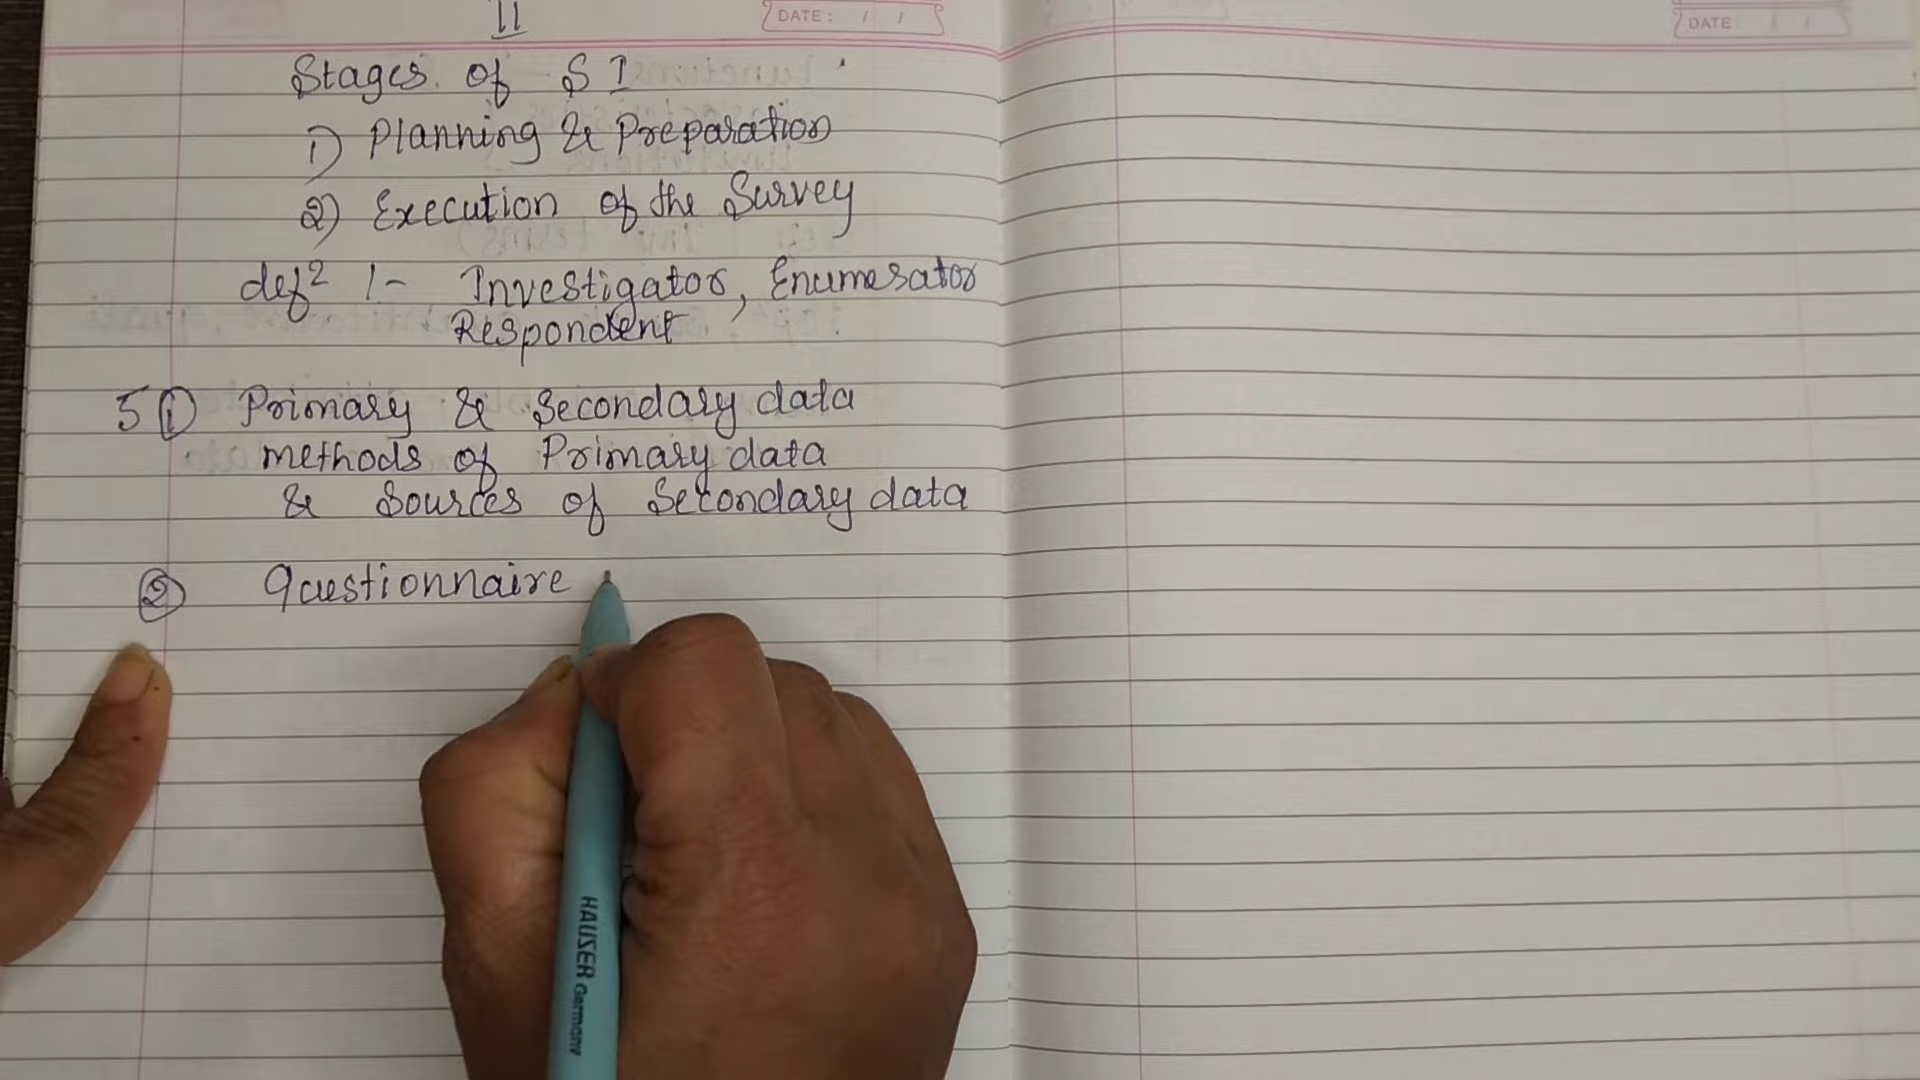 11
DATE: / /
DATE: / /
Stages of S I
1) Planning & Preparation
2) Execution of the Survey
def2 :- Investigator, Enumerator
Respondent
5 ① Primary & Secondary data
methods of Primary data
& Sources of Secondary data
② questionnaire
HAUSER Germany